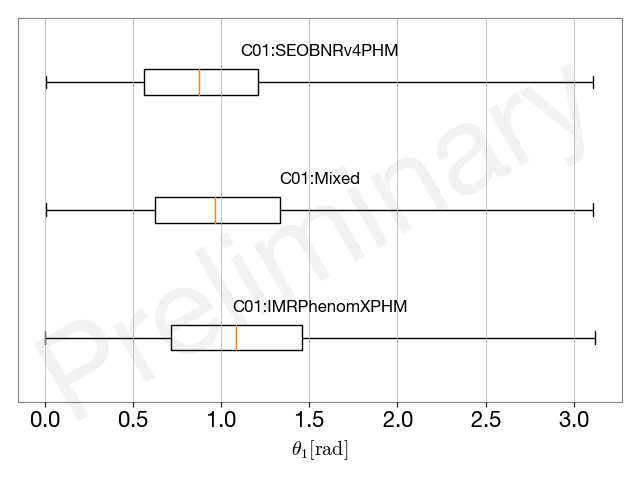 C01:SEOBNRv4PHM
C01:Mixed
C01:IMRPhenomXPHM
Preliminary
0.0 0.5 1.0 1.5 2.0 2.5 3.0
θ₁[rad]